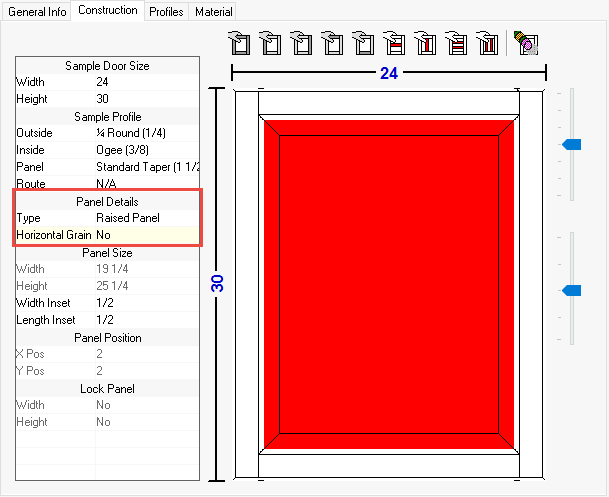 General Info Construction Profiles Material
Sample Door Size
Width 24
Height 30
Sample Profile
Outside ¼ Round (1/4)
Inside Ogee (3/8)
Panel Standard Taper (1 1/2
Route N/A
Panel Details
Type Raised Panel
Horizontal Grain No
Panel Size
Width 19 1/4
Height 25 1/4
Width Inset 1/2
Length Inset 1/2
Panel Position
X Pos 2
Y Pos 2
Lock Panel
Width No
Height No
24
30